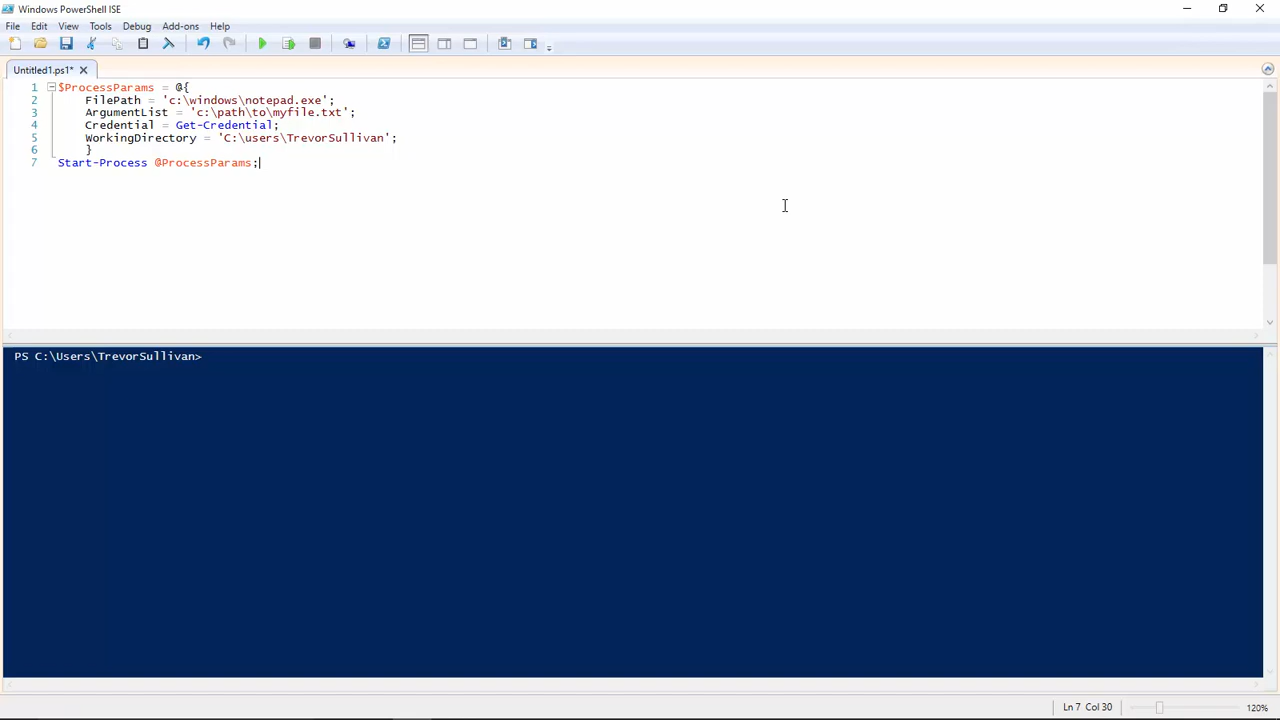 Windows PowerShell ISE
File Edit View Tools Debug Add-ons Help
Untitled1.ps1*
1 $ProcessParams = @{
2 FilePath = 'c:\windows\notepad.exe';
3 ArgumentList = 'c:\path\to\myfile.txt';
4 Credential = Get-Credential;
5 WorkingDirectory = 'C:\users\TrevorSullivan';
6 }
7 Start-Process @ProcessParams;
PS C:\Users\TrevorSullivan>
Ln 7 Col 30 120%